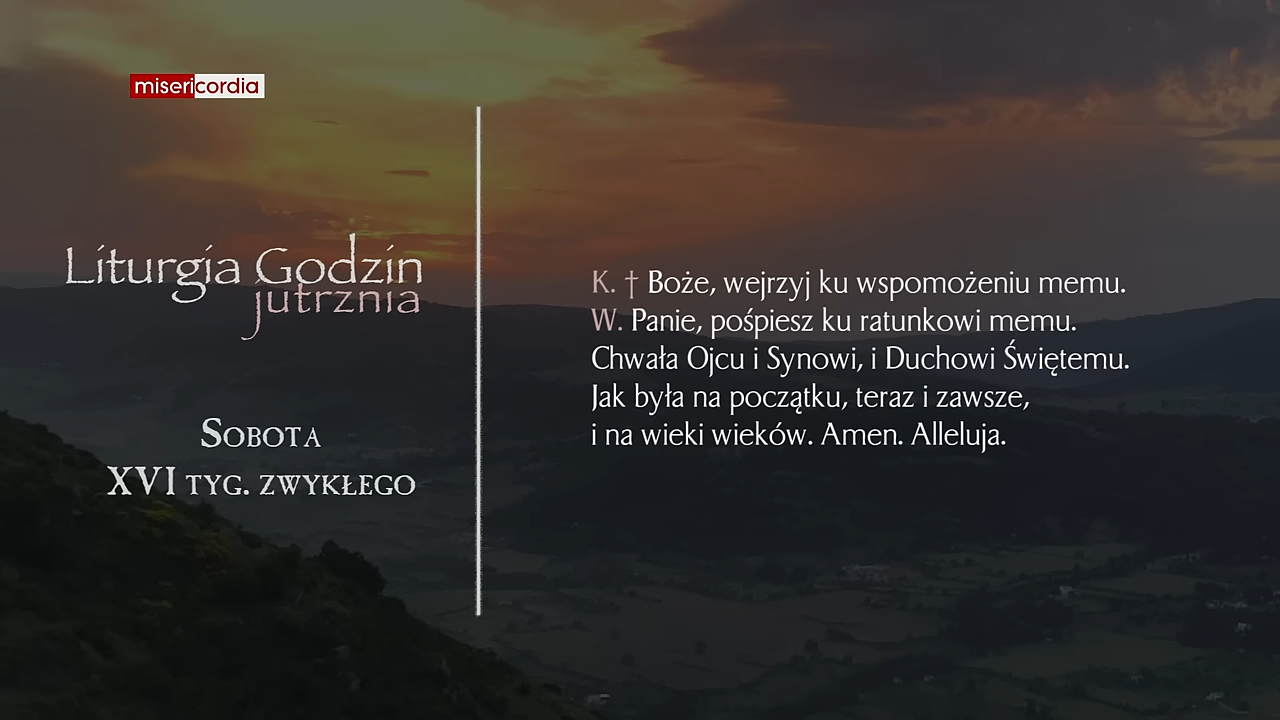 misericordia
Liturgia Godzin
jutrznia
Sobota
XVI tyg. zwykłego
K. † Boże, wejrzyj ku wspomożeniu memu.
W. Panie, pośpiesz ku ratunkowi memu.
Chwała Ojcu i Synowi, i Duchowi Świętemu.
Jak była na początku, teraz i zawsze,
i na wieki wieków. Amen. Alleluja.